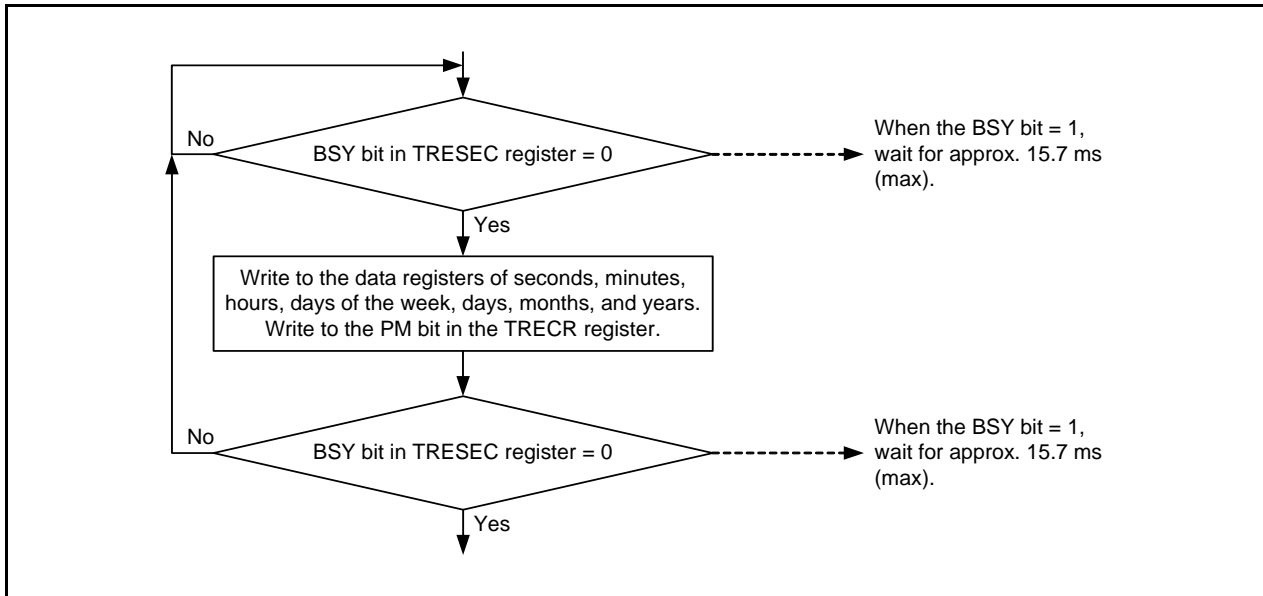 No
BSY bit in TRESEC register = 0
When the BSY bit = 1,
wait for approx. 15.7 ms
(max).
Yes
Write to the data registers of seconds, minutes,
hours, days of the week, days, months, and years.
Write to the PM bit in the TRECR register.
No
BSY bit in TRESEC register = 0
When the BSY bit = 1,
wait for approx. 15.7 ms
(max).
Yes